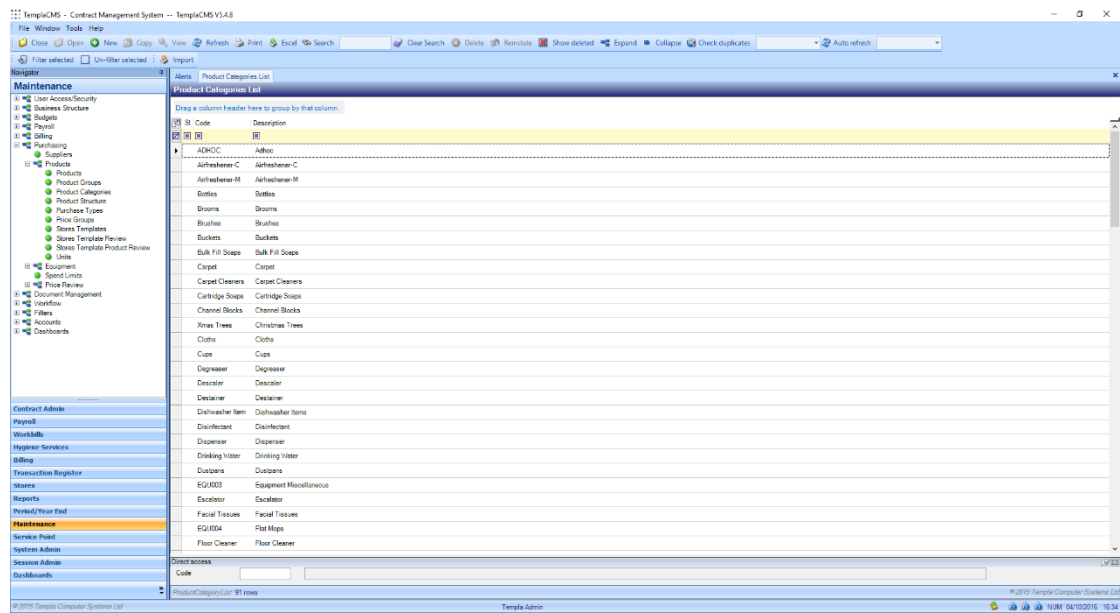 TemplaCMS - Contract Management System -- TemplaCMS V5.4.8
File Window Tools Help
Close Open New Copy View Refresh Print Excel Search Clear Search Delete Reinstate Show deleted Expand Collapse Check duplicates Auto refresh
Filter selected Un-filter selected Import
Navigator
Maintenance
User Access/Security
Business Structure
Budgets
Payroll
Billing
Purchasing
Suppliers
Products
Products
Product Groups
Product Categories
Product Structure
Purchase Types
Price Groups
Stores Templates
Stores Template Review
Stores Template Product Review
Units
Equipment
Spend Limits
Price Review
Document Management
Workflow
Filters
Accounts
Dashboards
Contract Admin
Payroll
Workbills
Hygiene Services
Billing
Transaction Register
Stores
Reports
Period/Year End
Maintenance
Service Point
System Admin
Session Admin
Dashboards
Alerts Product Categories List
Product Categories List
Drag a column header here to group by that column.
St Code Description
ADHOC Adhoc
Airfreshener-C Airfreshener-C
Airfreshener-M Airfreshener-M
Bottles Bottles
Brooms Brooms
Brushes Brushes
Buckets Buckets
Bulk Fill Soaps Bulk Fill Soaps
Carpet Carpet
Carpet Cleaners Carpet Cleaners
Cartridge Soaps Cartridge Soaps
Channel Blocks Channel Blocks
Xmas Trees Christmas Trees
Cloths Cloths
Cups Cups
Degreaser Degreaser
Descaler Descaler
Destainer Destainer
Dishwasher Item Dishwasher Items
Disinfectant Disinfectant
Dispenser Dispenser
Drinking Water Drinking Water
Dustpans Dustpans
EQU003 Equipment Miscellaneous
Escalator Escalator
Facial Tissues Facial Tissues
EQU004 Flat Mops
Floor Cleaner Floor Cleaner
Direct access
Code
ProductCategoryList 91 rows
©2015 Templa Computer Systems Ltd
©2015 Templa Computer Systems Ltd Templa Admin NUM 04/10/2016 16:34